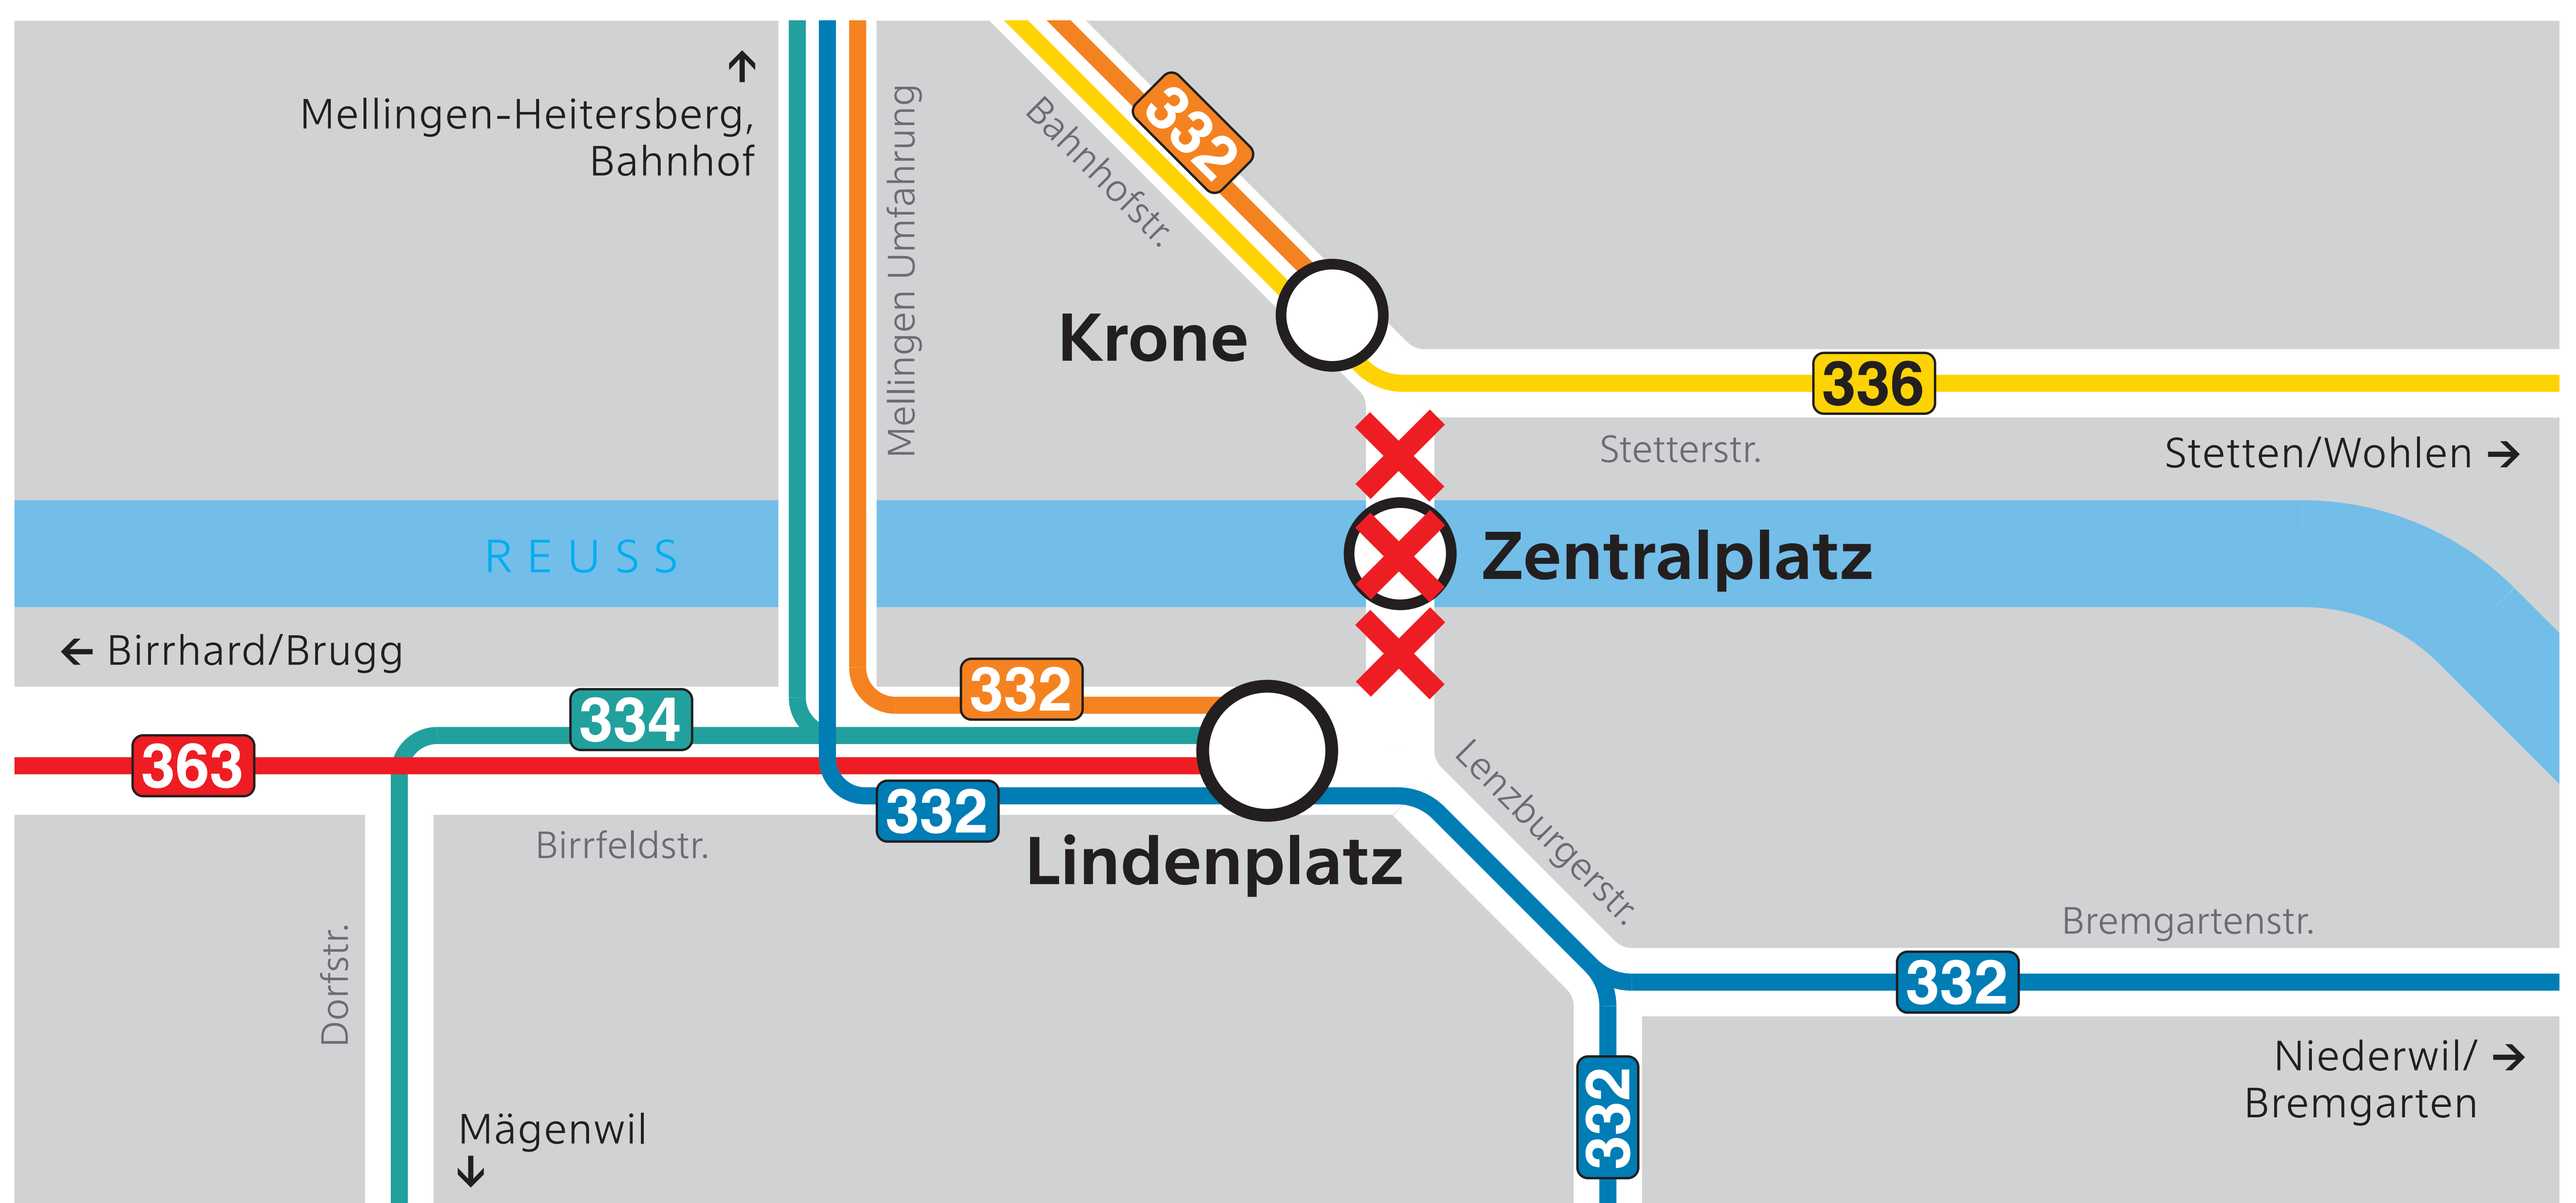 ↑
Mellingen-Heitersberg,
Bahnhof
Mellingen Umfahrung
Bahnhofstr.
332
Krone
336
Stetterstr.
Stetten/Wohlen →
REUSS
Zentralplatz
← Birrhard/Brugg
332
334
363
332
Lindenplatz
Birrfeldstr.
Lenzburgerstr.
Dorfstr.
Bremgartenstr.
332
Niederwil/ →
Bremgarten
332
Mägenwil
↓